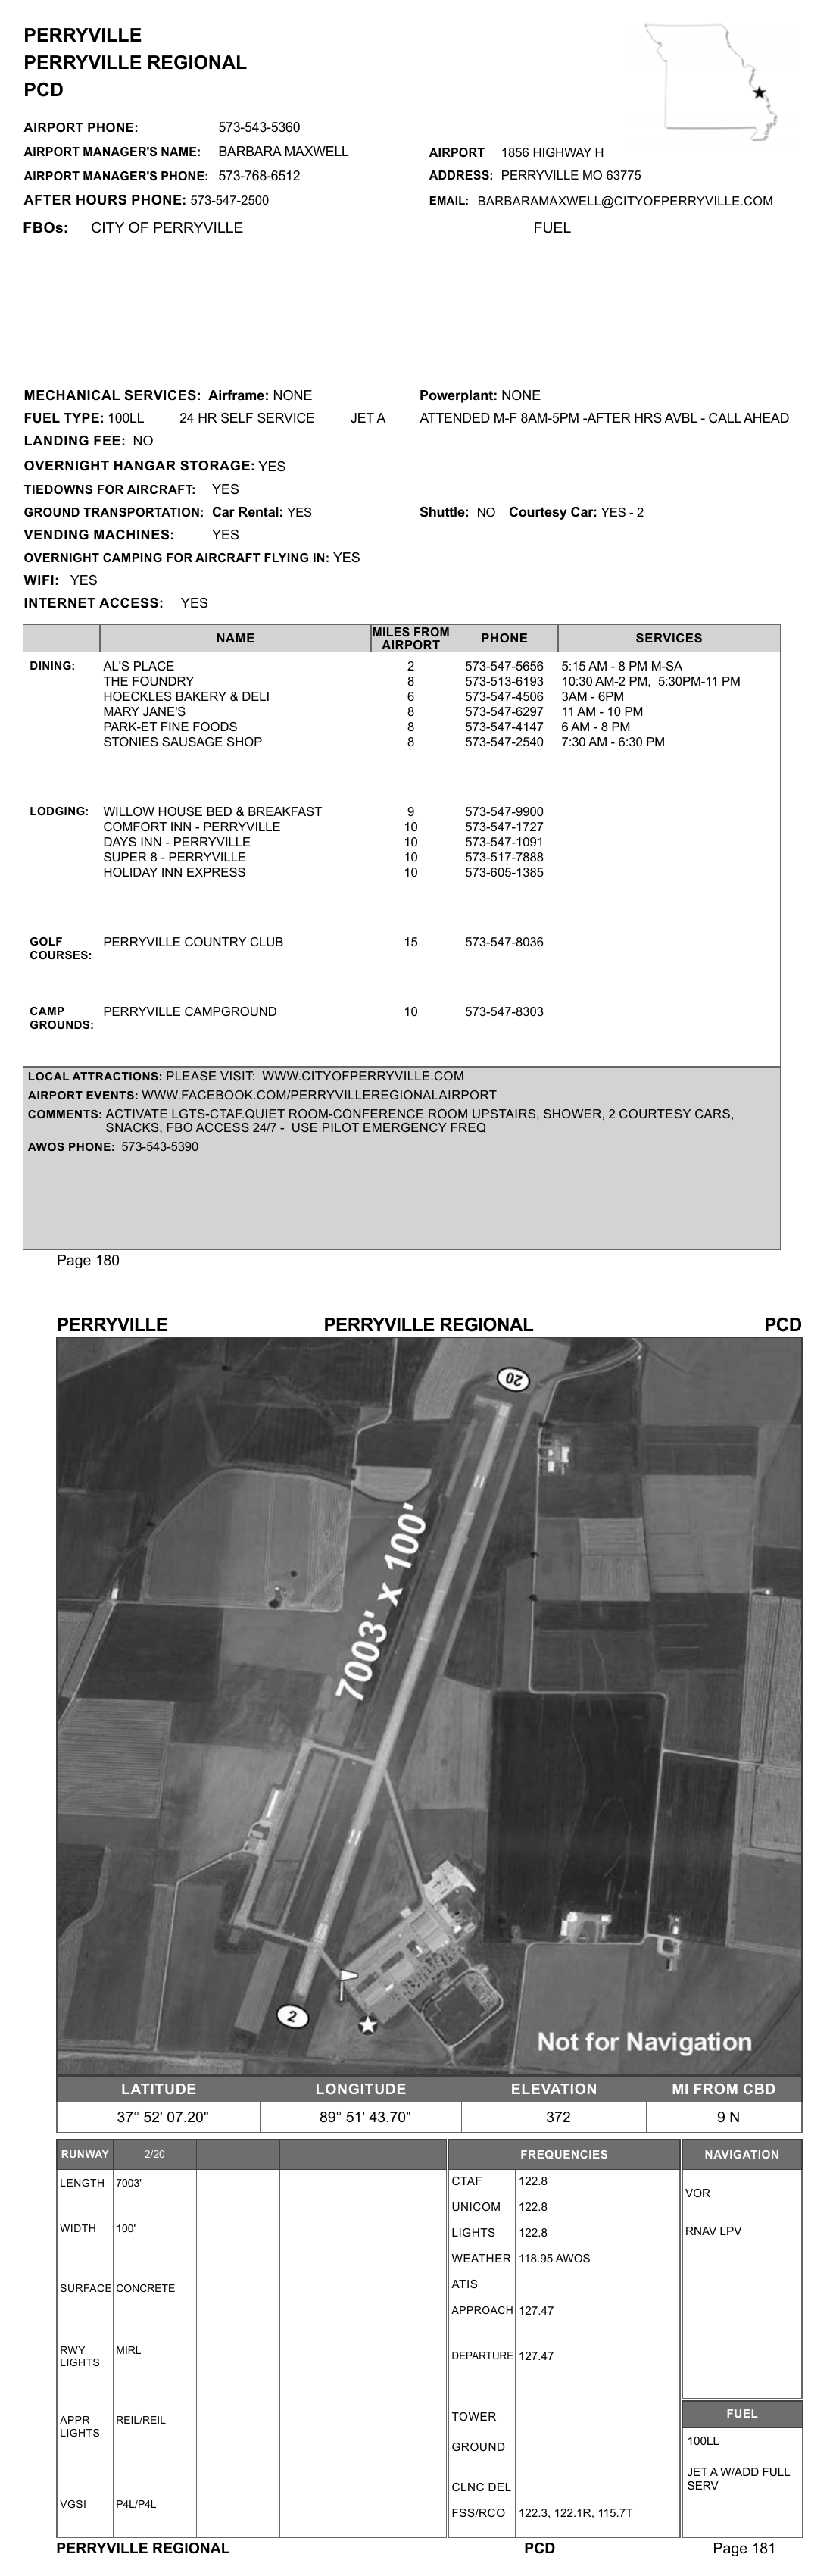 PERRYVILLE
PERRYVILLE REGIONAL
PCD
AIRPORT PHONE: 573-543-5360
AIRPORT MANAGER'S NAME: BARBARA MAXWELL
AIRPORT MANAGER'S PHONE: 573-768-6512
AFTER HOURS PHONE: 573-547-2500
AIRPORT 1856 HIGHWAY H
ADDRESS: PERRYVILLE MO 63775
EMAIL: BARBARAMAXWELL@CITYOFPERRYVILLE.COM
FBOs: CITY OF PERRYVILLE FUEL
MECHANICAL SERVICES: Airframe: NONE Powerplant: NONE
FUEL TYPE: 100LL 24 HR SELF SERVICE JET A ATTENDED M-F 8AM-5PM -AFTER HRS AVBL - CALL AHEAD
LANDING FEE: NO
OVERNIGHT HANGAR STORAGE: YES
TIEDOWNS FOR AIRCRAFT: YES
GROUND TRANSPORTATION: Car Rental: YES Shuttle: NO Courtesy Car: YES - 2
VENDING MACHINES: YES
OVERNIGHT CAMPING FOR AIRCRAFT FLYING IN: YES
WIFI: YES
INTERNET ACCESS: YES
NAME MILES FROM AIRPORT PHONE SERVICES
DINING: AL'S PLACE 2 573-547-5656 5:15 AM - 8 PM M-SA
THE FOUNDRY 8 573-513-6193 10:30 AM-2 PM, 5:30PM-11 PM
HOECKLES BAKERY & DELI 6 573-547-4506 3AM - 6PM
MARY JANE'S 8 573-547-6297 11 AM - 10 PM
PARK-ET FINE FOODS 8 573-547-4147 6 AM - 8 PM
STONIES SAUSAGE SHOP 8 573-547-2540 7:30 AM - 6:30 PM
LODGING: WILLOW HOUSE BED & BREAKFAST 9 573-547-9900
COMFORT INN - PERRYVILLE 10 573-547-1727
DAYS INN - PERRYVILLE 10 573-547-1091
SUPER 8 - PERRYVILLE 10 573-517-7888
HOLIDAY INN EXPRESS 10 573-605-1385
GOLF COURSES: PERRYVILLE COUNTRY CLUB 15 573-547-8036
CAMP GROUNDS: PERRYVILLE CAMPGROUND 10 573-547-8303
LOCAL ATTRACTIONS: PLEASE VISIT: WWW.CITYOFPERRYVILLE.COM
AIRPORT EVENTS: WWW.FACEBOOK.COM/PERRYVILLEREGIONALAIRPORT
COMMENTS: ACTIVATE LGTS-CTAF.QUIET ROOM-CONFERENCE ROOM UPSTAIRS, SHOWER, 2 COURTESY CARS,
SNACKS, FBO ACCESS 24/7 - USE PILOT EMERGENCY FREQ
AWOS PHONE: 573-543-5390
Page 180
PERRYVILLE PERRYVILLE REGIONAL PCD
20
7003' x 100'
2
Not for Navigation
LATITUDE LONGITUDE ELEVATION MI FROM CBD
37° 52' 07.20" 89° 51' 43.70" 372 9 N
RUNWAY 2/20
LENGTH 7003'
WIDTH 100'
SURFACE CONCRETE
RWY LIGHTS MIRL
APPR LIGHTS REIL/REIL
VGSI P4L/P4L
FREQUENCIES
CTAF 122.8
UNICOM 122.8
LIGHTS 122.8
WEATHER 118.95 AWOS
ATIS
APPROACH 127.47
DEPARTURE 127.47
TOWER
GROUND
CLNC DEL
FSS/RCO 122.3, 122.1R, 115.7T
NAVIGATION
VOR
RNAV LPV
FUEL
100LL
JET A W/ADD FULL
SERV
PERRYVILLE REGIONAL PCD Page 181